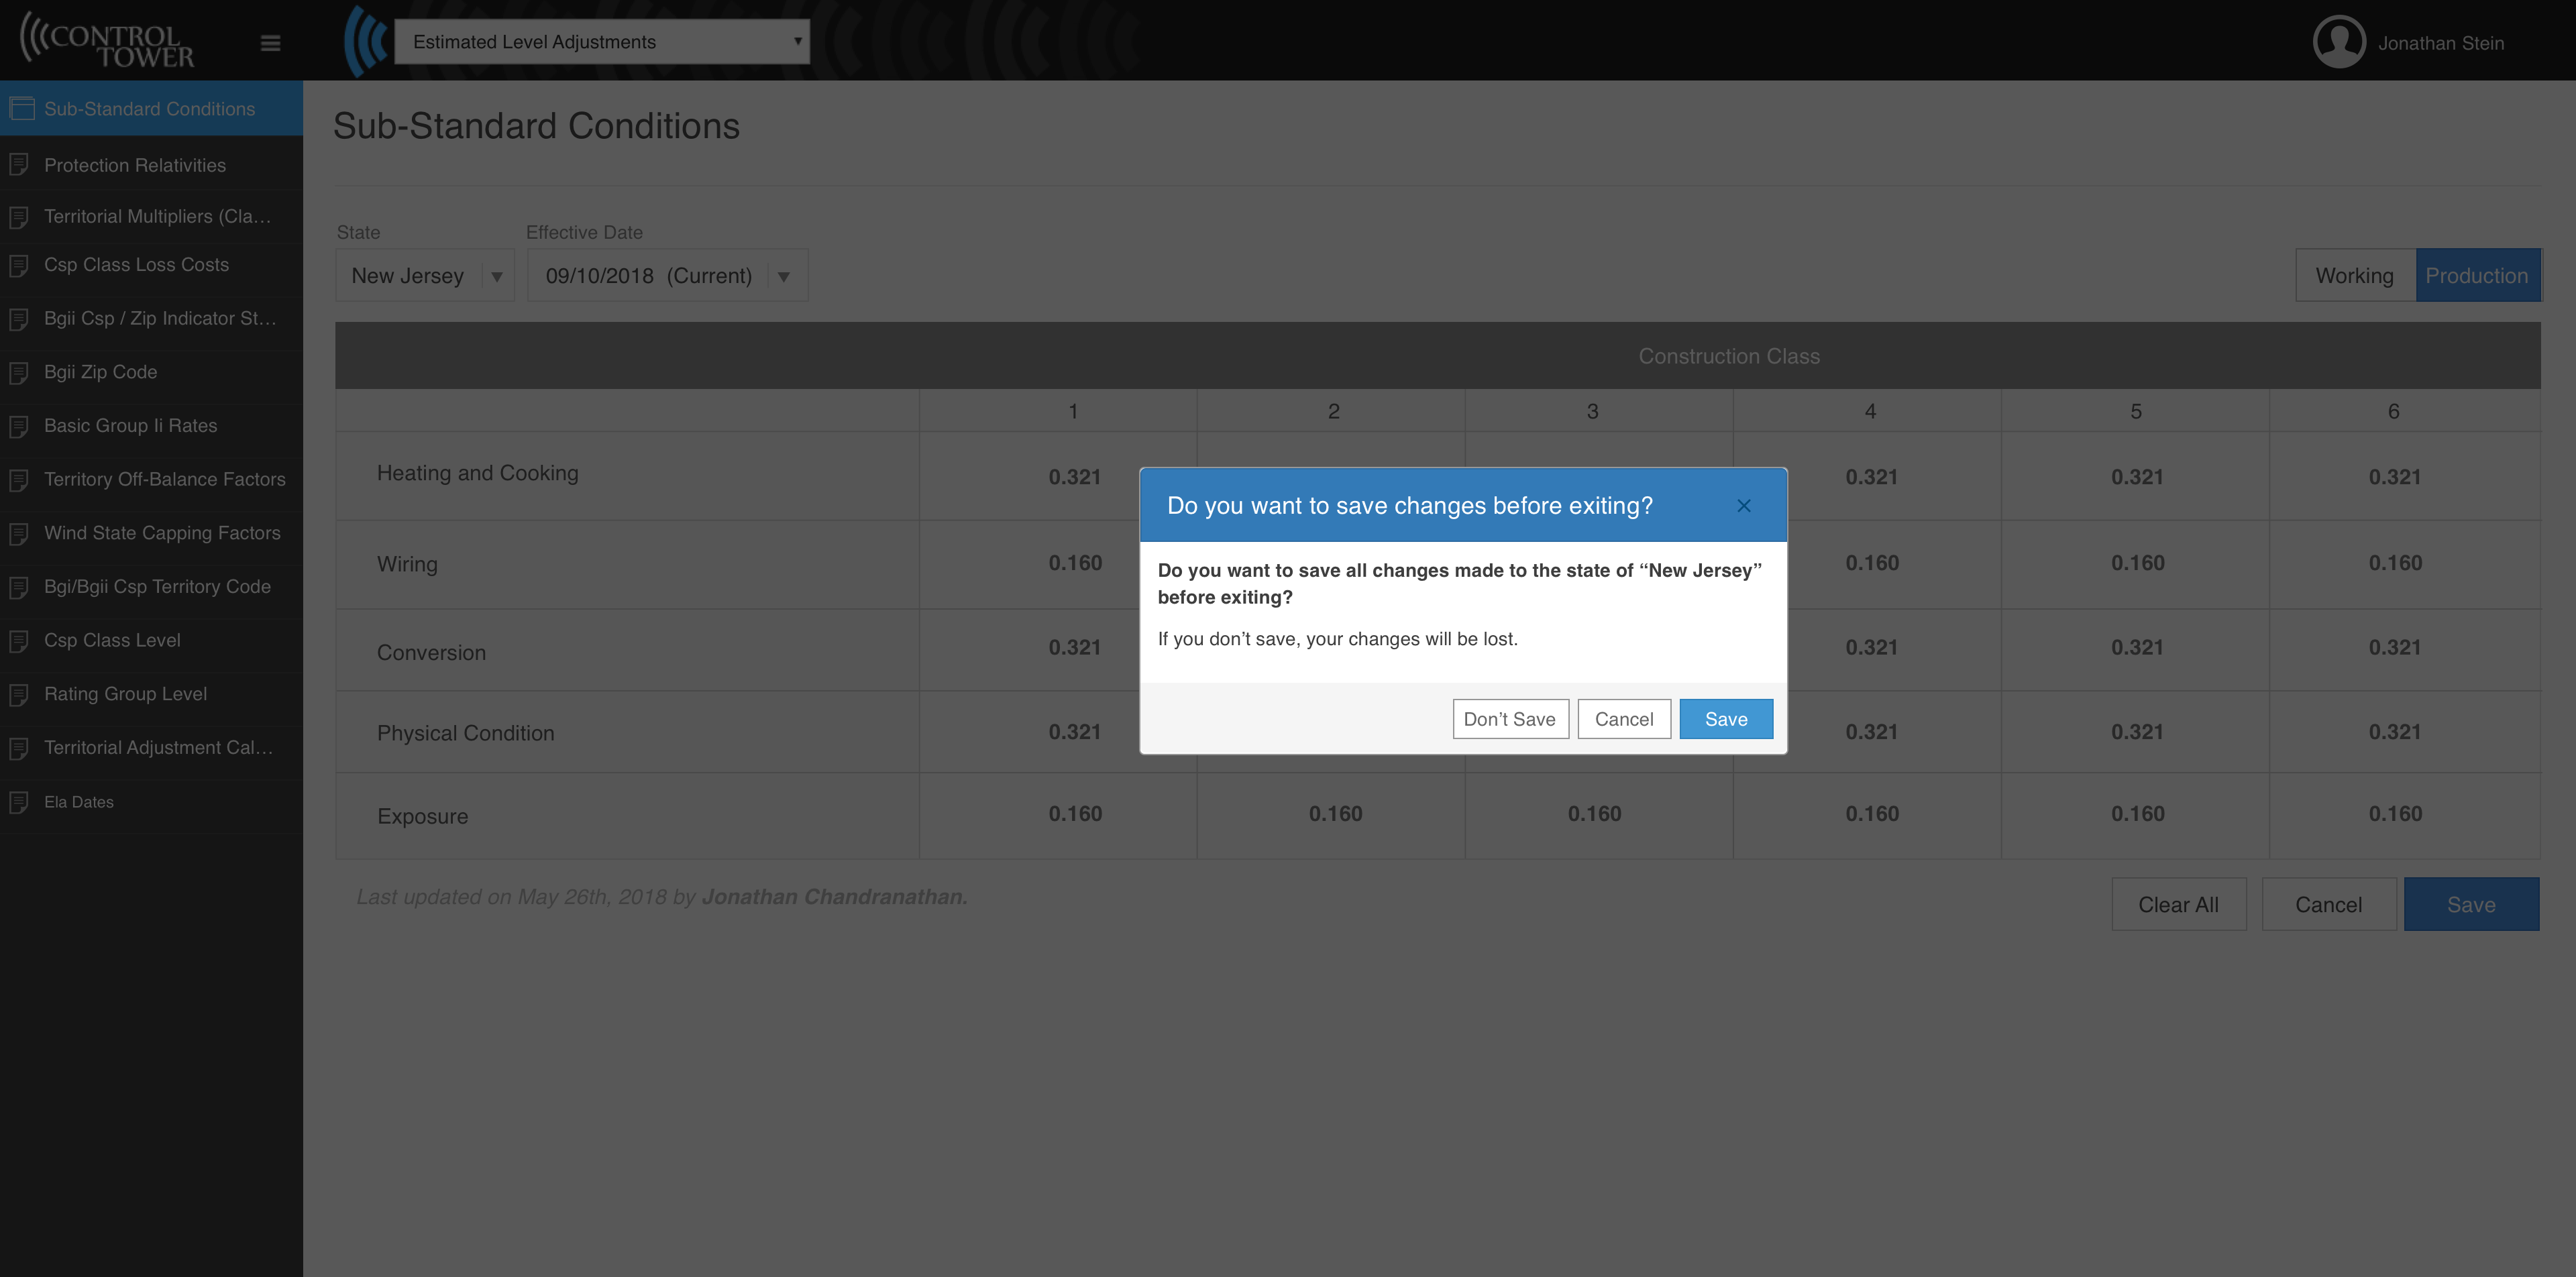 CONTROL
TOWER
Estimated Level Adjustments
Jonathan Stein
Sub-Standard Conditions
Protection Relativities
Territorial Multipliers (Cla…
Csp Class Loss Costs
Bgii Csp / Zip Indicator St…
Bgii Zip Code
Basic Group Ii Rates
Territory Off-Balance Factors
Wind State Capping Factors
Bgi/Bgii Csp Territory Code
Csp Class Level
Rating Group Level
Territorial Adjustment Cal…
Ela Dates
Sub-Standard Conditions
State Effective Date
New Jersey 09/10/2018 (Current)
Working Production
Construction Class
1 2 3 4 5 6
Heating and Cooking 0.321 0.321 0.321 0.321
Wiring 0.160 0.160 0.160 0.160
Conversion 0.321 0.321 0.321 0.321
Physical Condition 0.321 0.321 0.321 0.321
Exposure 0.160 0.160 0.160 0.160 0.160 0.160
Last updated on May 26th, 2018 by Jonathan Chandranathan.
Clear All Cancel Save
Do you want to save changes before exiting?
Do you want to save all changes made to the state of “New Jersey”
before exiting?
If you don’t save, your changes will be lost.
Don’t Save Cancel Save